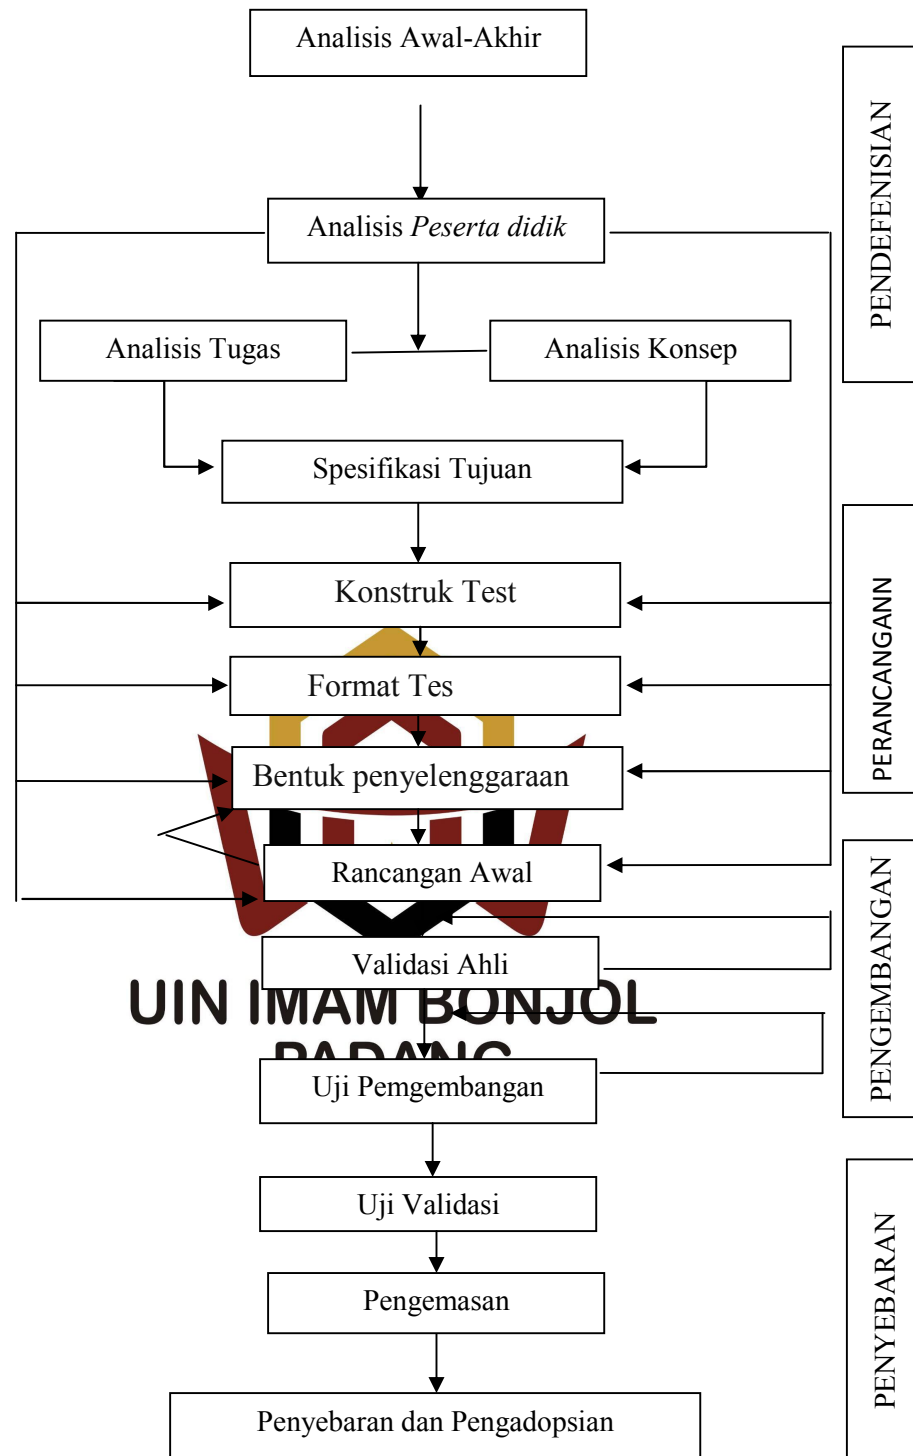 Analisis Awal-Akhir
PENDEFENISIAN
Analisis Peserta didik
Analisis Tugas
Analisis Konsep
Spesifikasi Tujuan
PERANCANGANN
Konstruk Test
Format Tes
Bentuk penyelenggaraan
Rancangan Awal
PENGEMBANGAN
Validasi Ahli
UIN IMAM BONJOL
PADANG
Uji Pemgembangan
Uji Validasi
PENYEBARAN
Pengemasan
Penyebaran dan Pengadopsian